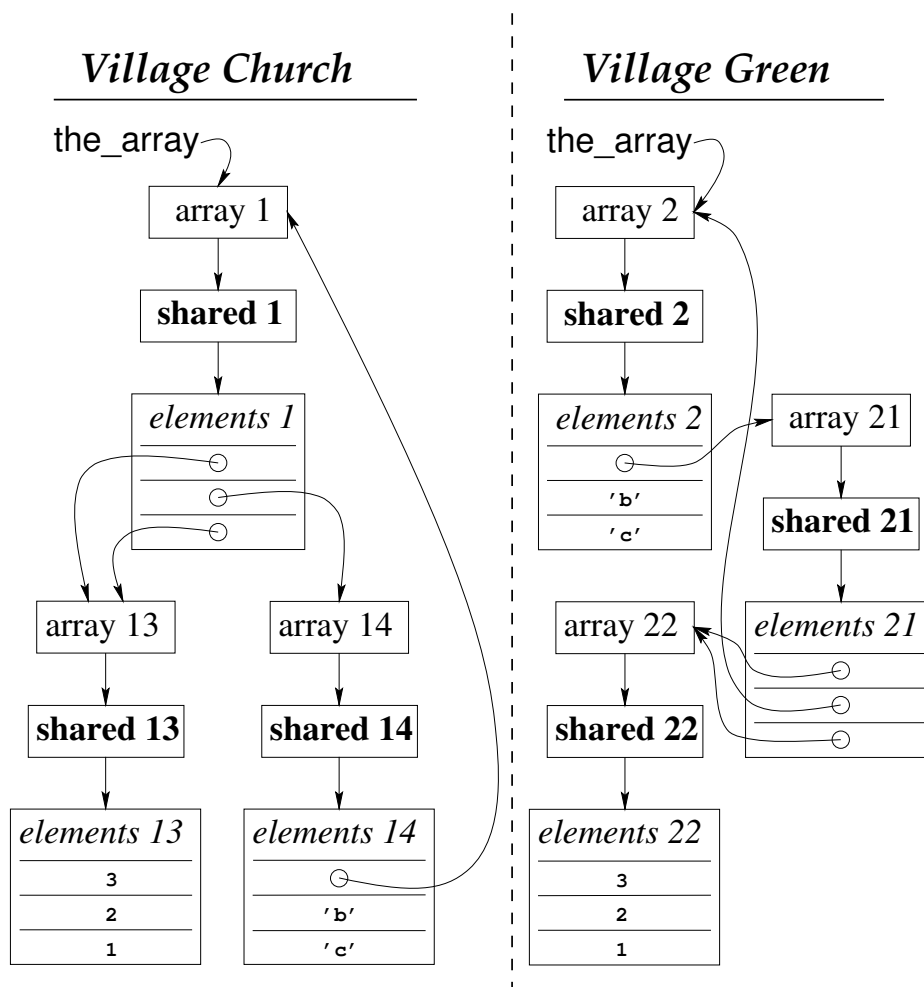 Village Church
the_array
array 1
shared 1
elements 1
array 13
array 14
shared 13
shared 14
elements 13
3
2
1
elements 14
'b'
'c'
Village Green
the_array
array 2
shared 2
elements 2
'b'
'c'
array 21
shared 21
elements 21
array 22
shared 22
elements 22
3
2
1